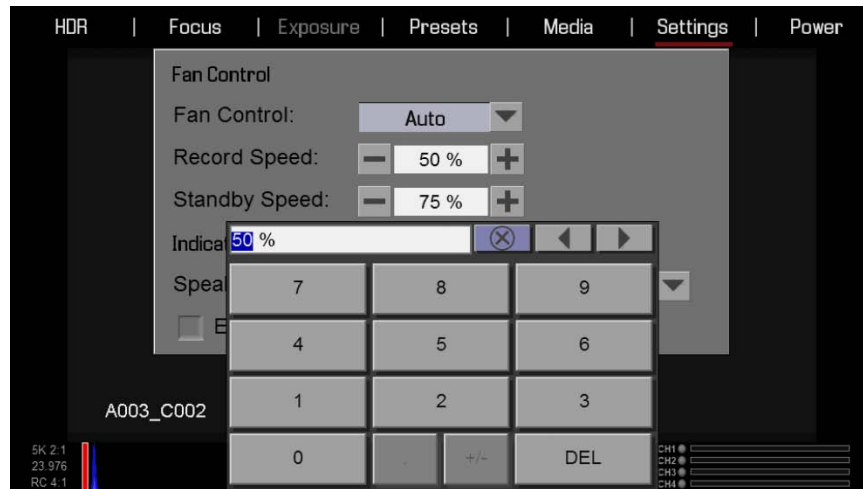 HDR | Focus | Exposure | Presets | Media | Settings | Power
Fan Control
Fan Control: Auto
Record Speed: 50 %
Standby Speed: 75 %
Indicat
50 %
Speal
7 8 9
E
4 5 6
1 2 3
A003_C002
0 . +/- DEL
5K 2:1
23.976
RC 4:1
CH1
CH2
CH3
CH4